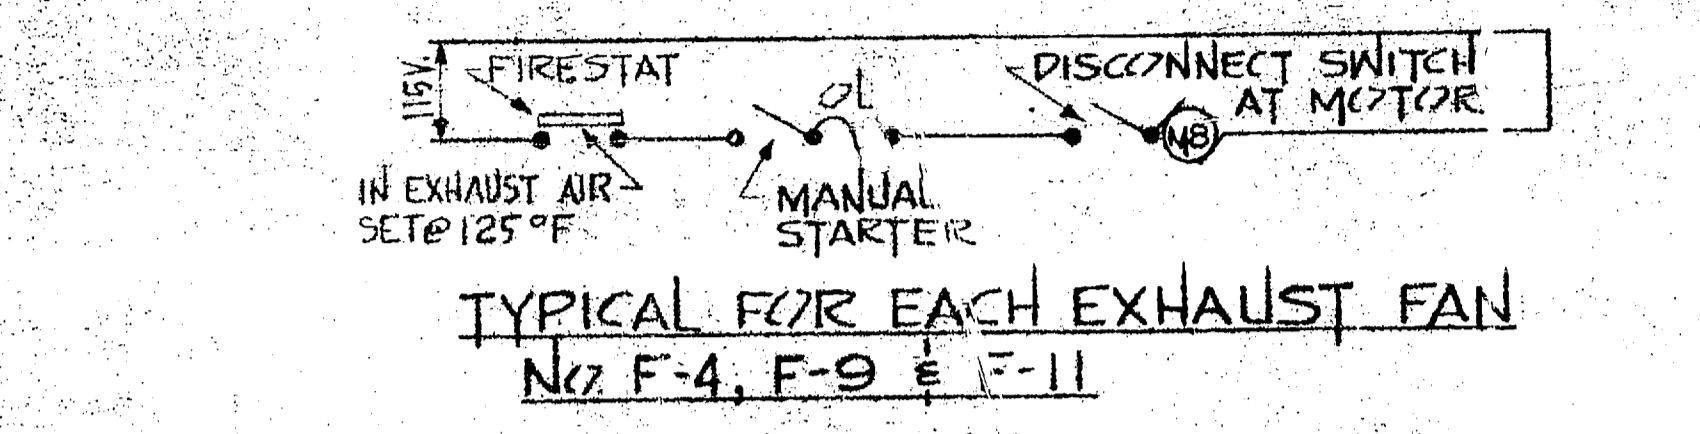 115V.
FIRESTAT
OL
DISCONNECT SWITCH
AT MOTOR
M8
IN EXHAUST AIR
SET@ 125°F
MANUAL
STARTER
TYPICAL FOR EACH EXHAUST FAN
No F-4, F-9 & F-11